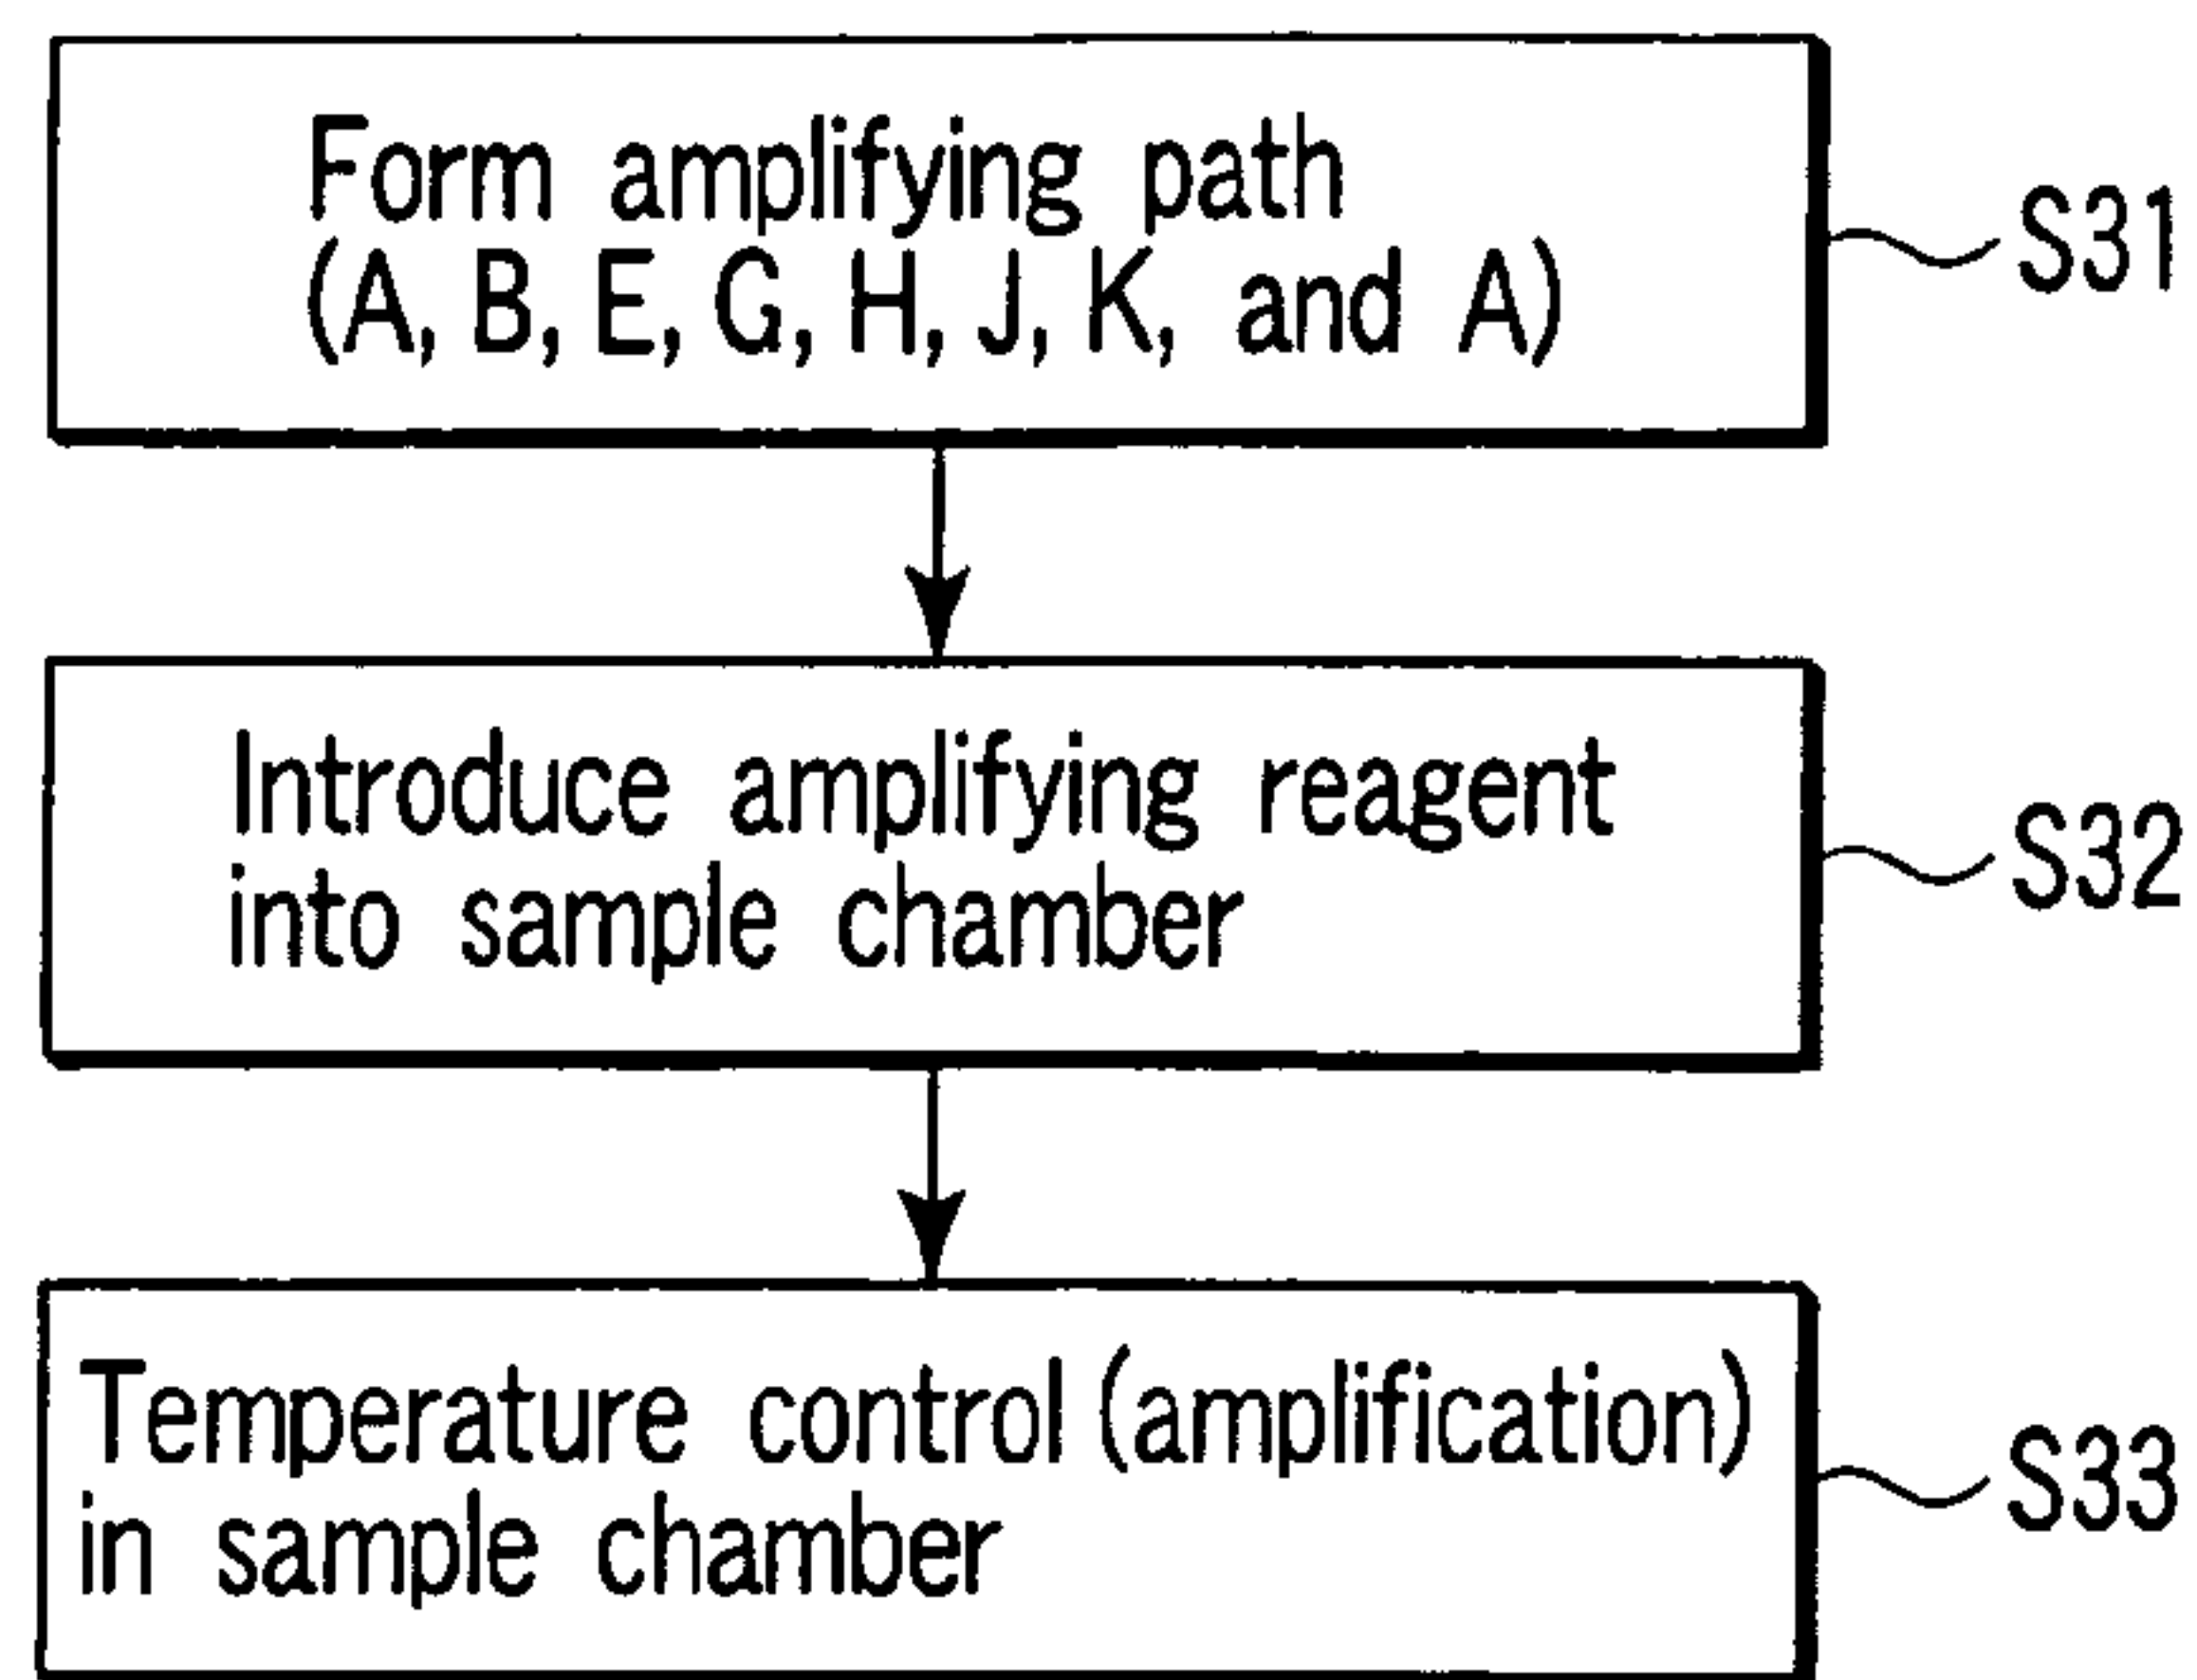 Form amplifying path
(A, B, E, G, H, J, K, and A)
S31
Introduce amplifying reagent
into sample chamber
S32
Temperature control (amplification)
in sample chamber
S33